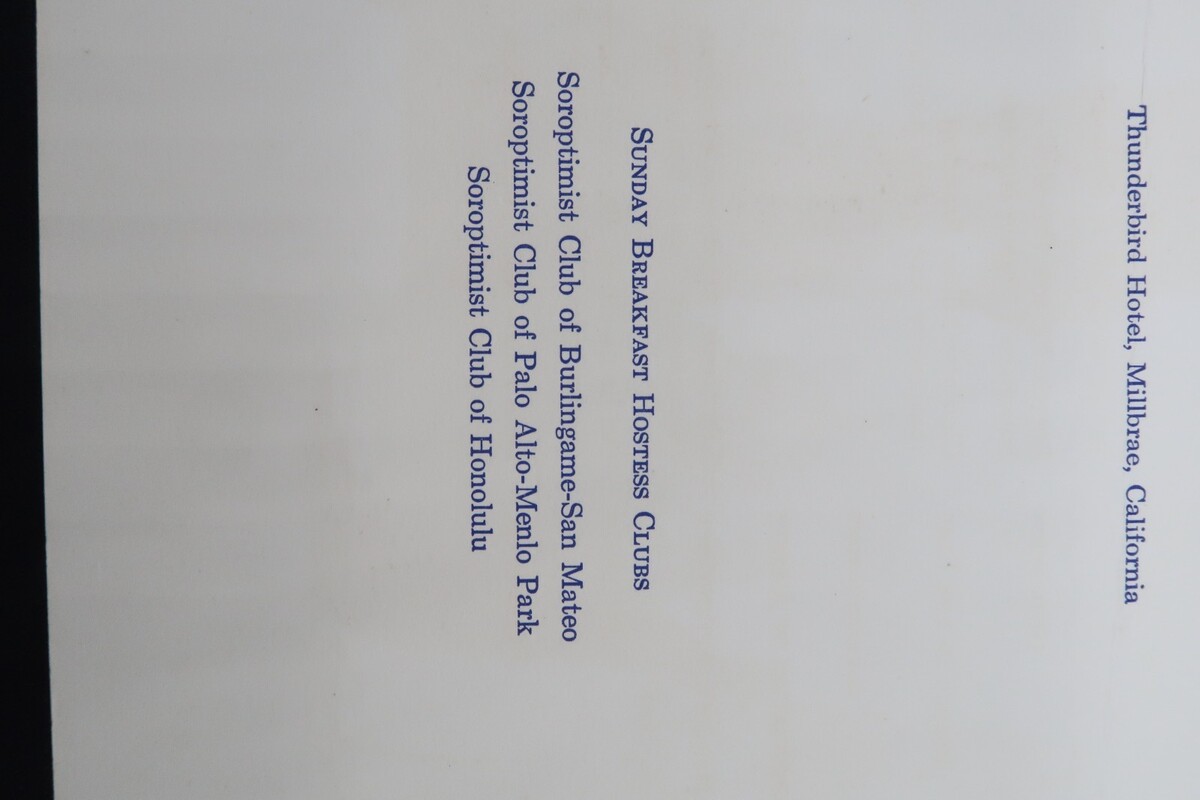 Thunderbird Hotel, Millbrae, California
SUNDAY BREAKFAST HOSTESS CLUBS
Soroptimist Club of Burlingame-San Mateo
Soroptimist Club of Palo Alto-Menlo Park
Soroptimist Club of Honolulu